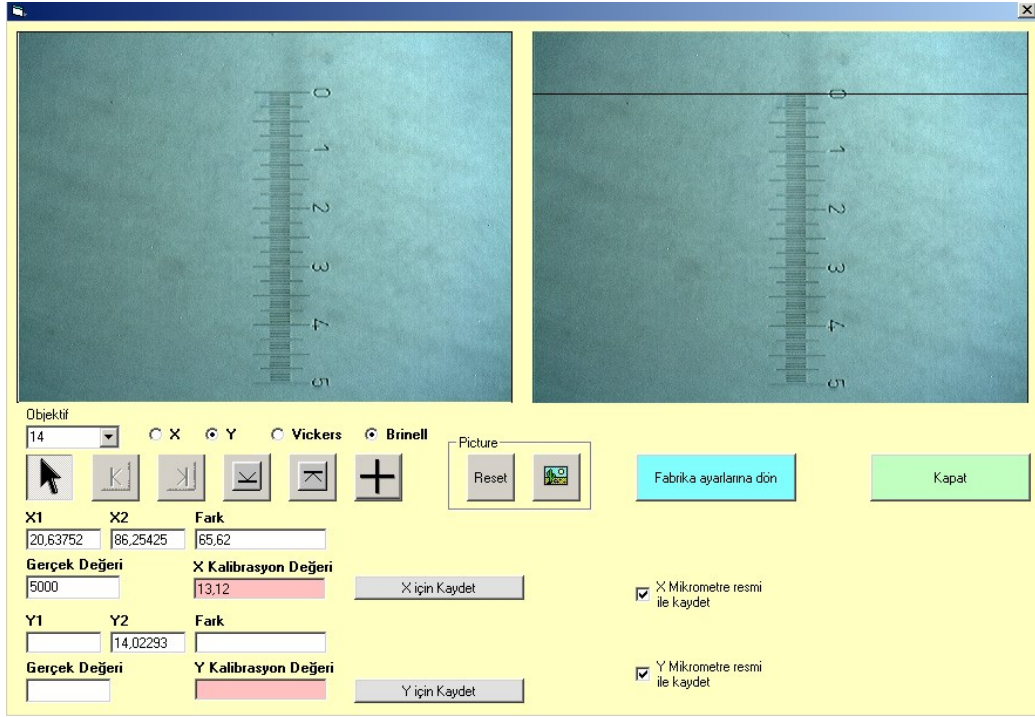 0
1
2
3
4
5
0
1
2
3
4
5
Objektif
14
X
Y
Vickers
Brinell
Picture
Reset
Fabrika ayarlarına dön
Kapat
X1 X2 Fark
20,63752 86,25425 65,62
Gerçek Değeri X Kalibrasyon Değeri
5000 13,12
X için Kaydet
X Mikrometre resmi
ile kaydet
Y1 Y2 Fark
14,02293
Gerçek Değeri Y Kalibrasyon Değeri
Y için Kaydet
Y Mikrometre resmi
ile kaydet